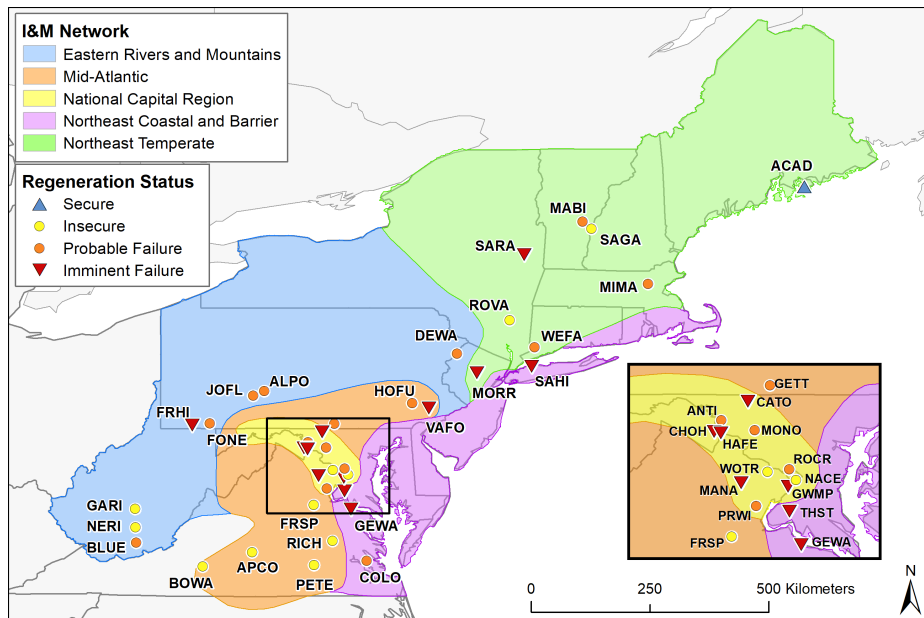 I&M Network
Eastern Rivers and Mountains
Mid-Atlantic
National Capital Region
Northeast Coastal and Barrier
Northeast Temperate
Regeneration Status
Secure
Insecure
Probable Failure
Imminent Failure
ACAD
MABI
SAGA
SARA
MIMA
ROVA
WEFA
DEWA
SAHI
MORR
JOFL
ALPO
HOFU
VAFO
FRHI
FONE
GARI
NERI
BLUE
FRSP
GEWA
RICH
APCO
BOWA
PETE
COLO
GETT
CATO
ANTI
MONO
CHOH
HAFE
ROCR
WOTR
NACE
MANA
GWMP
PRWI
THST
FRSP
GEWA
0 250 500 Kilometers
N